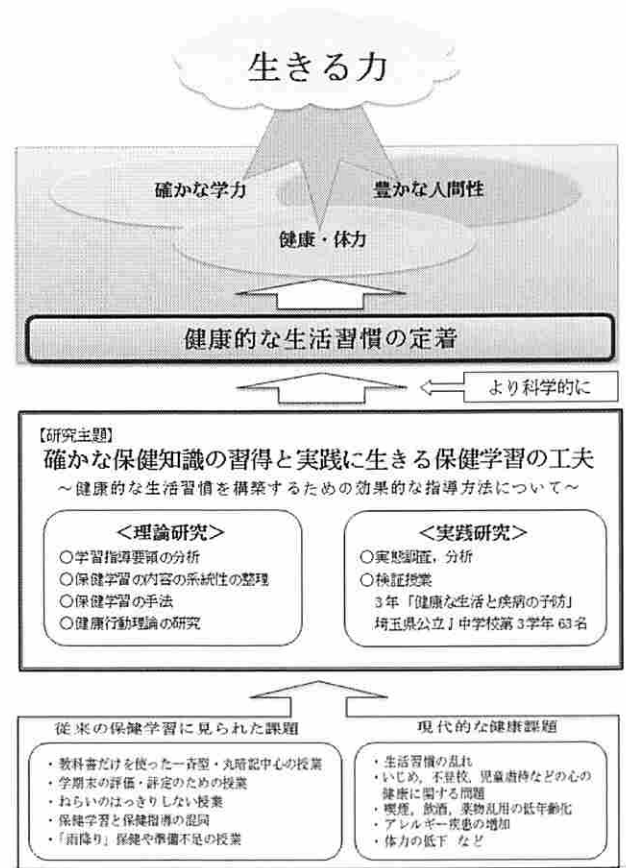 生きる力
確かな学力
豊かな人間性
健康・体力
健康的な生活習慣の定着
より科学的に
【研究主題】
確かな保健知識の習得と実践に生きる保健学習の工夫
～健康的な生活習慣を構築するための効果的な指導方法について～
＜理論研究＞
○学習指導要領の分析
○保健学習の内容の系統性の整理
○保健学習の手法
○健康行動理論の研究
＜実践研究＞
○実態調査，分析
○検証授業
3年「健康な生活と疾病の予防」
埼玉県公立J中学校第3学年63名
従来の保健学習に見られた課題
・教科書だけを使った一斉型・丸暗記中心の授業
・学期末の評価・評定のための授業
・ねらいのはっきりしない授業
・保健学習と保健指導の混同
・「雨降り」保健や準備不足の授業
現代的な健康課題
・生活習慣の乱れ
・いじめ，不登校，児童虐待などの心の
健康に関する問題
・喫煙，飲酒，薬物乱用の低年齢化
・アレルギー疾患の増加
・体力の低下 など